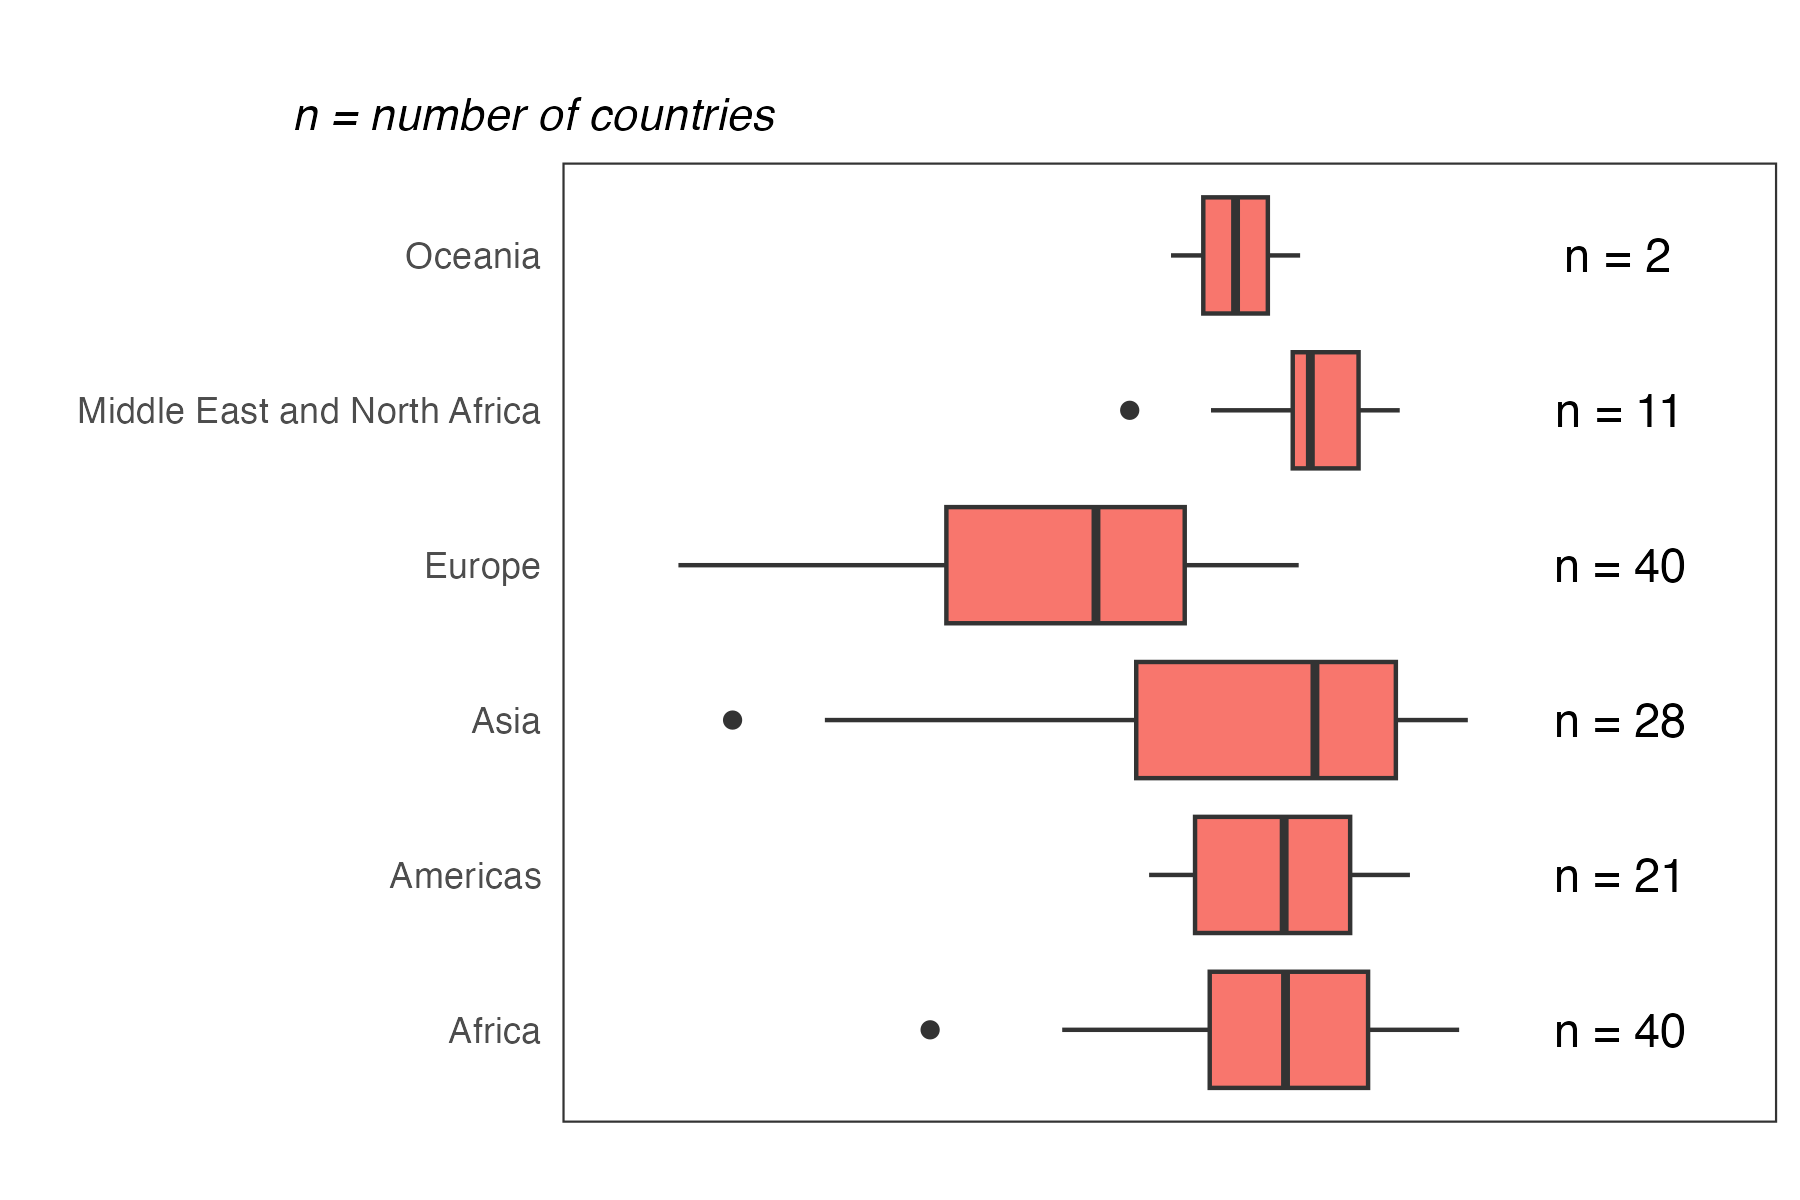 n = number of countries
Oceania n = 2
Middle East and North Africa n = 11
Europe n = 40
Asia n = 28
Americas n = 21
Africa n = 40